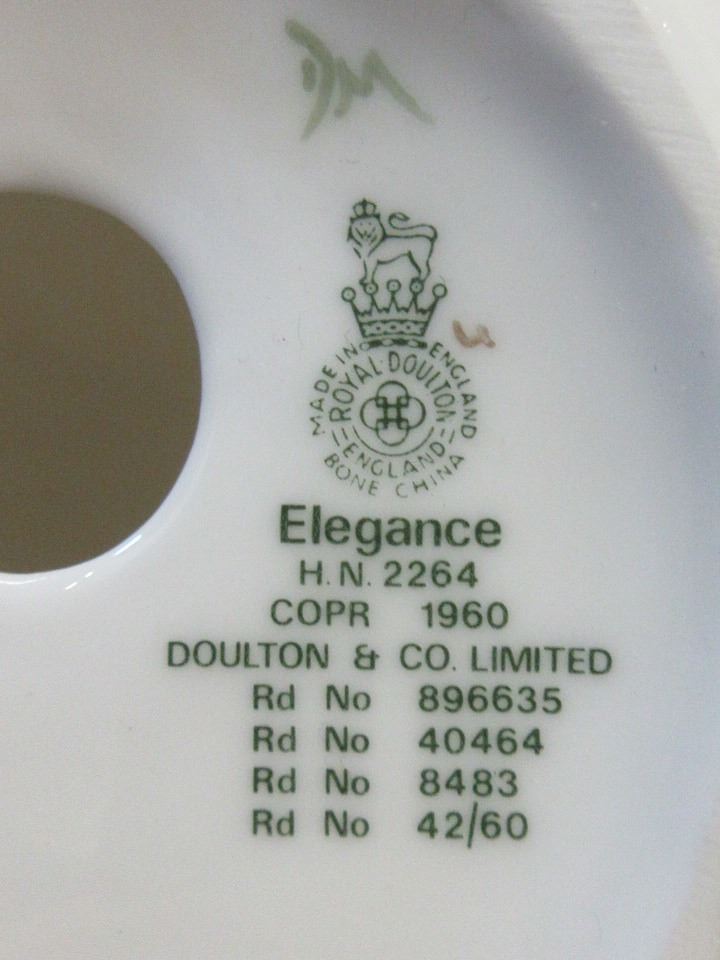 DM
MADE IN ENGLAND
ROYAL·DOULTON
ENGLAND
BONE CHINA
Elegance
H.N. 2264
COPR 1960
DOULTON & CO. LIMITED
Rd No 896635
Rd No 40464
Rd No 8483
Rd No 42/60